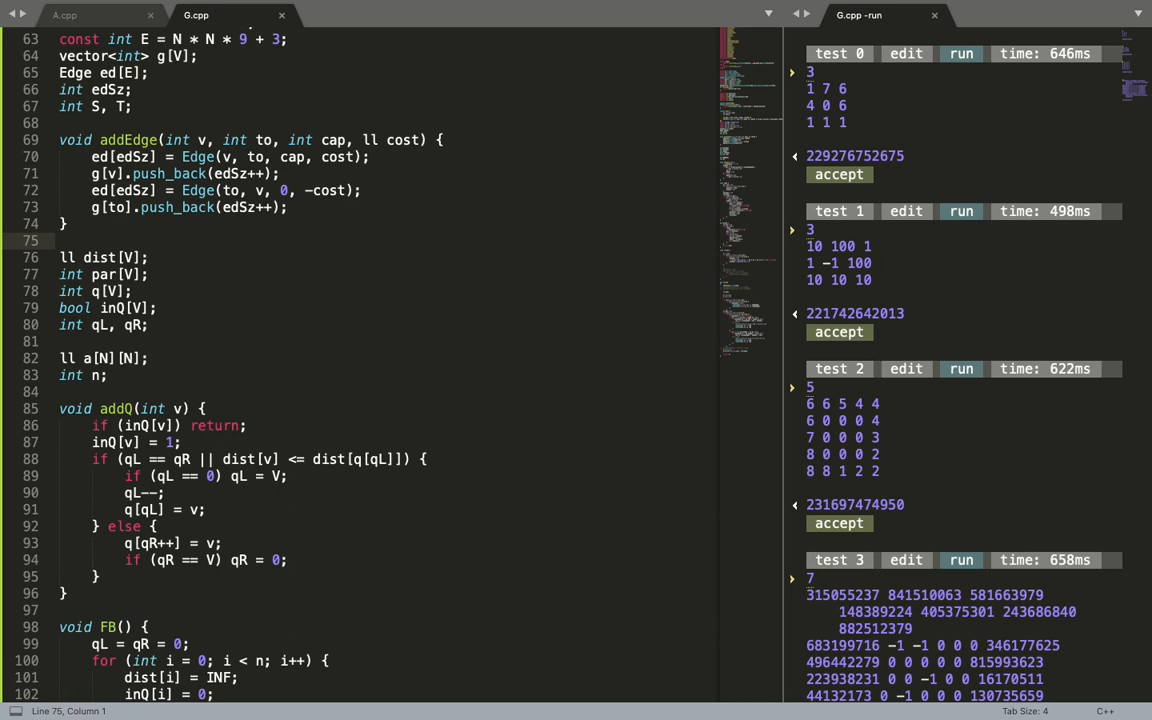 A.cpp
G.cpp
G.cpp -run
63 const int E = N * N * 9 + 3;
64 vector<int> g[V];
65 Edge ed[E];
66 int edSz;
67 int S, T;
68
69 void addEdge(int v, int to, int cap, ll cost) {
70 ed[edSz] = Edge(v, to, cap, cost);
71 g[v].push_back(edSz++);
72 ed[edSz] = Edge(to, v, 0, -cost);
73 g[to].push_back(edSz++);
74 }
75
76 ll dist[V];
77 int par[V];
78 int q[V];
79 bool inQ[V];
80 int qL, qR;
81
82 ll a[N][N];
83 int n;
84
85 void addQ(int v) {
86 if (inQ[v]) return;
87 inQ[v] = 1;
88 if (qL == qR || dist[v] <= dist[q[qL]]) {
89 if (qL == 0) qL = V;
90 qL--;
91 q[qL] = v;
92 } else {
93 q[qR++] = v;
94 if (qR == V) qR = 0;
95 }
96 }
97
98 void FB() {
99 qL = qR = 0;
100 for (int i = 0; i < n; i++) {
101 dist[i] = INF;
102 inQ[i] = 0;
test 0 edit run time: 646ms
3
1 7 6
4 0 6
1 1 1
229276752675
accept
test 1 edit run time: 498ms
3
10 100 1
1 -1 100
10 10 10
221742642013
accept
test 2 edit run time: 622ms
5
6 6 5 4 4
6 0 0 0 4
7 0 0 0 3
8 0 0 0 2
8 8 1 2 2
231697474950
accept
test 3 edit run time: 658ms
7
315055237 841510063 581663979
148389224 405375301 243686840
882512379
683199716 -1 -1 0 0 0 346177625
496442279 0 0 0 0 0 815993623
223938231 0 0 -1 0 0 16170511
44132173 0 -1 0 0 0 130735659
Line 75, Column 1
Tab Size: 4
C++